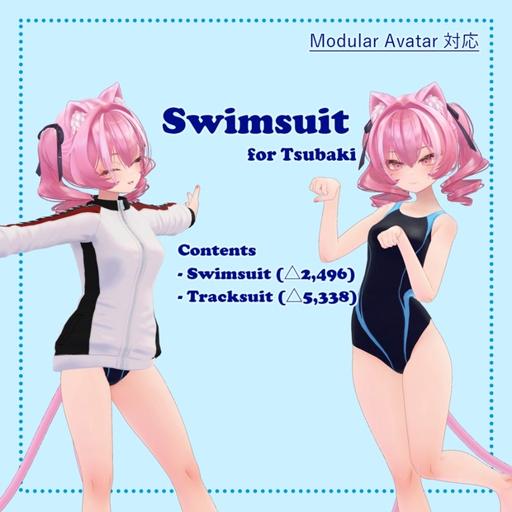 Modular Avatar 対応
Swimsuit
for Tsubaki
Contents
- Swimsuit (△2,496)
- Tracksuit (△5,338)